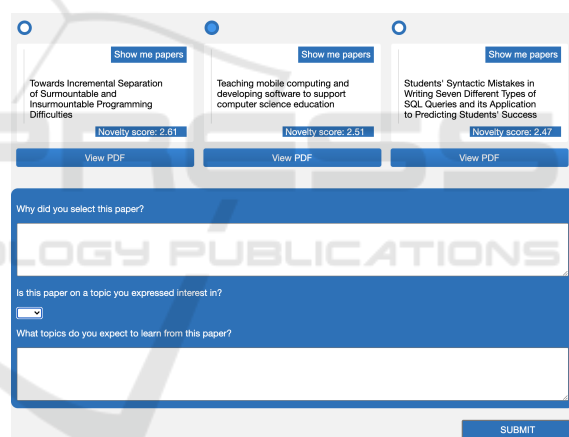 Show me papers
Towards Incremental Separation
of Surmountable and
Insurmountable Programming
Difficulties
Novelty score: 2.61
View PDF
Show me papers
Teaching mobile computing and
developing software to support
computer science education
Novelty score: 2.51
View PDF
Show me papers
Students' Syntactic Mistakes in
Writing Seven Different Types of
SQL Queries and its Application
to Predicting Students' Success
Novelty score: 2.47
View PDF
Why did you select this paper?
Is this paper on a topic you expressed interest in?
What topics do you expect to learn from this paper?
SUBMIT
PRESS
OLOGY PUBLICATIONS